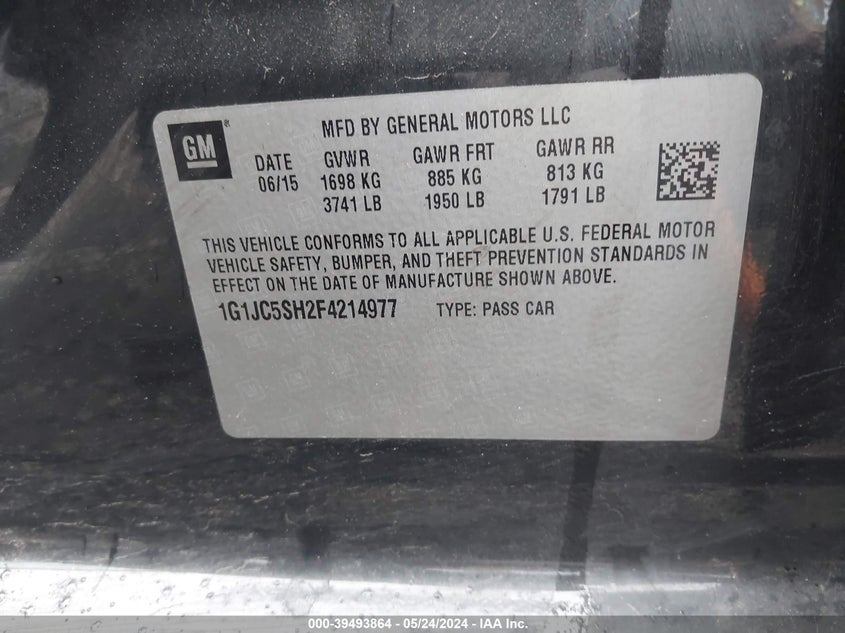 GM
MFD BY GENERAL MOTORS LLC
DATE GVWR GAWR FRT GAWR RR
06/15 1698 KG 885 KG 813 KG
3741 LB 1950 LB 1791 LB
THIS VEHICLE CONFORMS TO ALL APPLICABLE U.S. FEDERAL MOTOR
VEHICLE SAFETY, BUMPER, AND THEFT PREVENTION STANDARDS IN
EFFECT ON THE DATE OF MANUFACTURE SHOWN ABOVE.
1G1JC5SH2F4214977 TYPE: PASS CAR
000-39493864 - 05/24/2024 - IAA Inc.